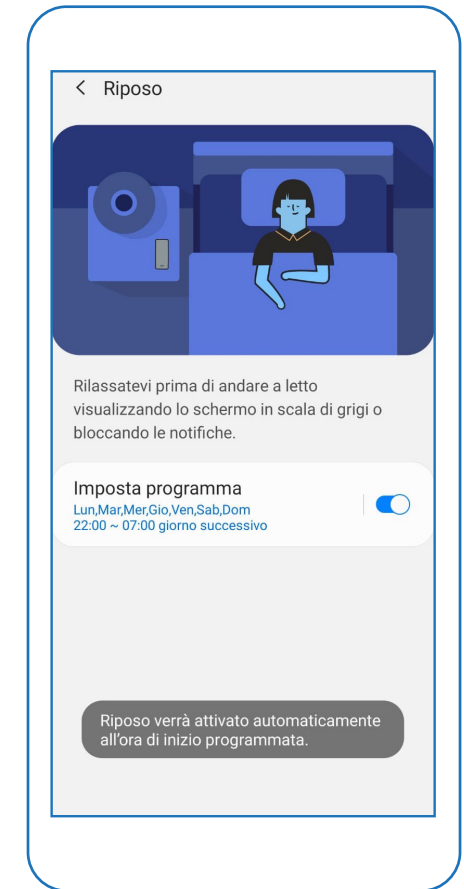 Riposo
Rilassatevi prima di andare a letto
visualizzando lo schermo in scala di grigi o
bloccando le notifiche.
Imposta programma
Lun,Mar,Mer,Gio,Ven,Sab,Dom
22:00 ~ 07:00 giorno successivo
Riposo verrà attivato automaticamente
all'ora di inizio programmata.